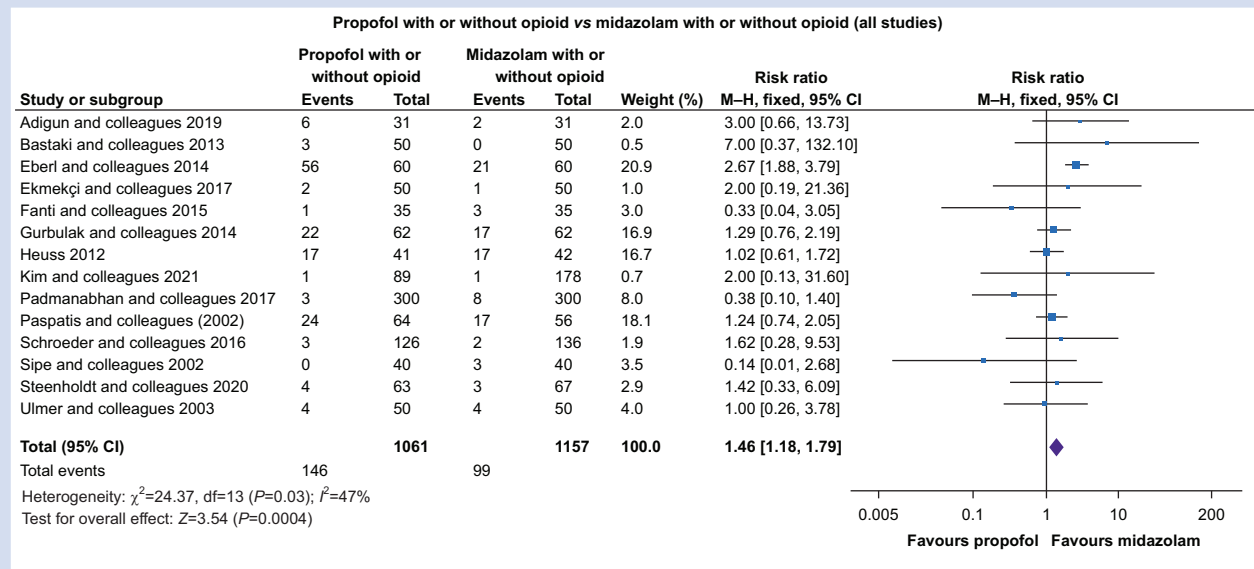 Propofol with or without opioid vs midazolam with or without opioid (all studies)
Propofol with or without opioid Midazolam with or without opioid Risk ratio Risk ratio
Study or subgroup Events Total Events Total Weight (%) M–H, fixed, 95% CI M–H, fixed, 95% CI
Adigun and colleagues 2019 6 31 2 31 2.0 3.00 [0.66, 13.73]
Bastaki and colleagues 2013 3 50 0 50 0.5 7.00 [0.37, 132.10]
Eberl and colleagues 2014 56 60 21 60 20.9 2.67 [1.88, 3.79]
Ekmekçi and colleagues 2017 2 50 1 50 1.0 2.00 [0.19, 21.36]
Fanti and colleagues 2015 1 35 3 35 3.0 0.33 [0.04, 3.05]
Gurbulak and colleagues 2014 22 62 17 62 16.9 1.29 [0.76, 2.19]
Heuss 2012 17 41 17 42 16.7 1.02 [0.61, 1.72]
Kim and colleagues 2021 1 89 1 178 0.7 2.00 [0.13, 31.60]
Padmanabhan and colleagues 2017 3 300 8 300 8.0 0.38 [0.10, 1.40]
Paspatis and colleagues (2002) 24 64 17 56 18.1 1.24 [0.74, 2.05]
Schroeder and colleagues 2016 3 126 2 136 1.9 1.62 [0.28, 9.53]
Sipe and colleagues 2002 0 40 3 40 3.5 0.14 [0.01, 2.68]
Steenholdt and colleagues 2020 4 63 3 67 2.9 1.42 [0.33, 6.09]
Ulmer and colleagues 2003 4 50 4 50 4.0 1.00 [0.26, 3.78]
Total (95% CI) 1061 1157 100.0 1.46 [1.18, 1.79]
Total events 146 99
Heterogeneity: χ²=24.37, df=13 (P=0.03); I²=47%
Test for overall effect: Z=3.54 (P=0.0004)
0.005 0.1 1 10 200
Favours propofol Favours midazolam